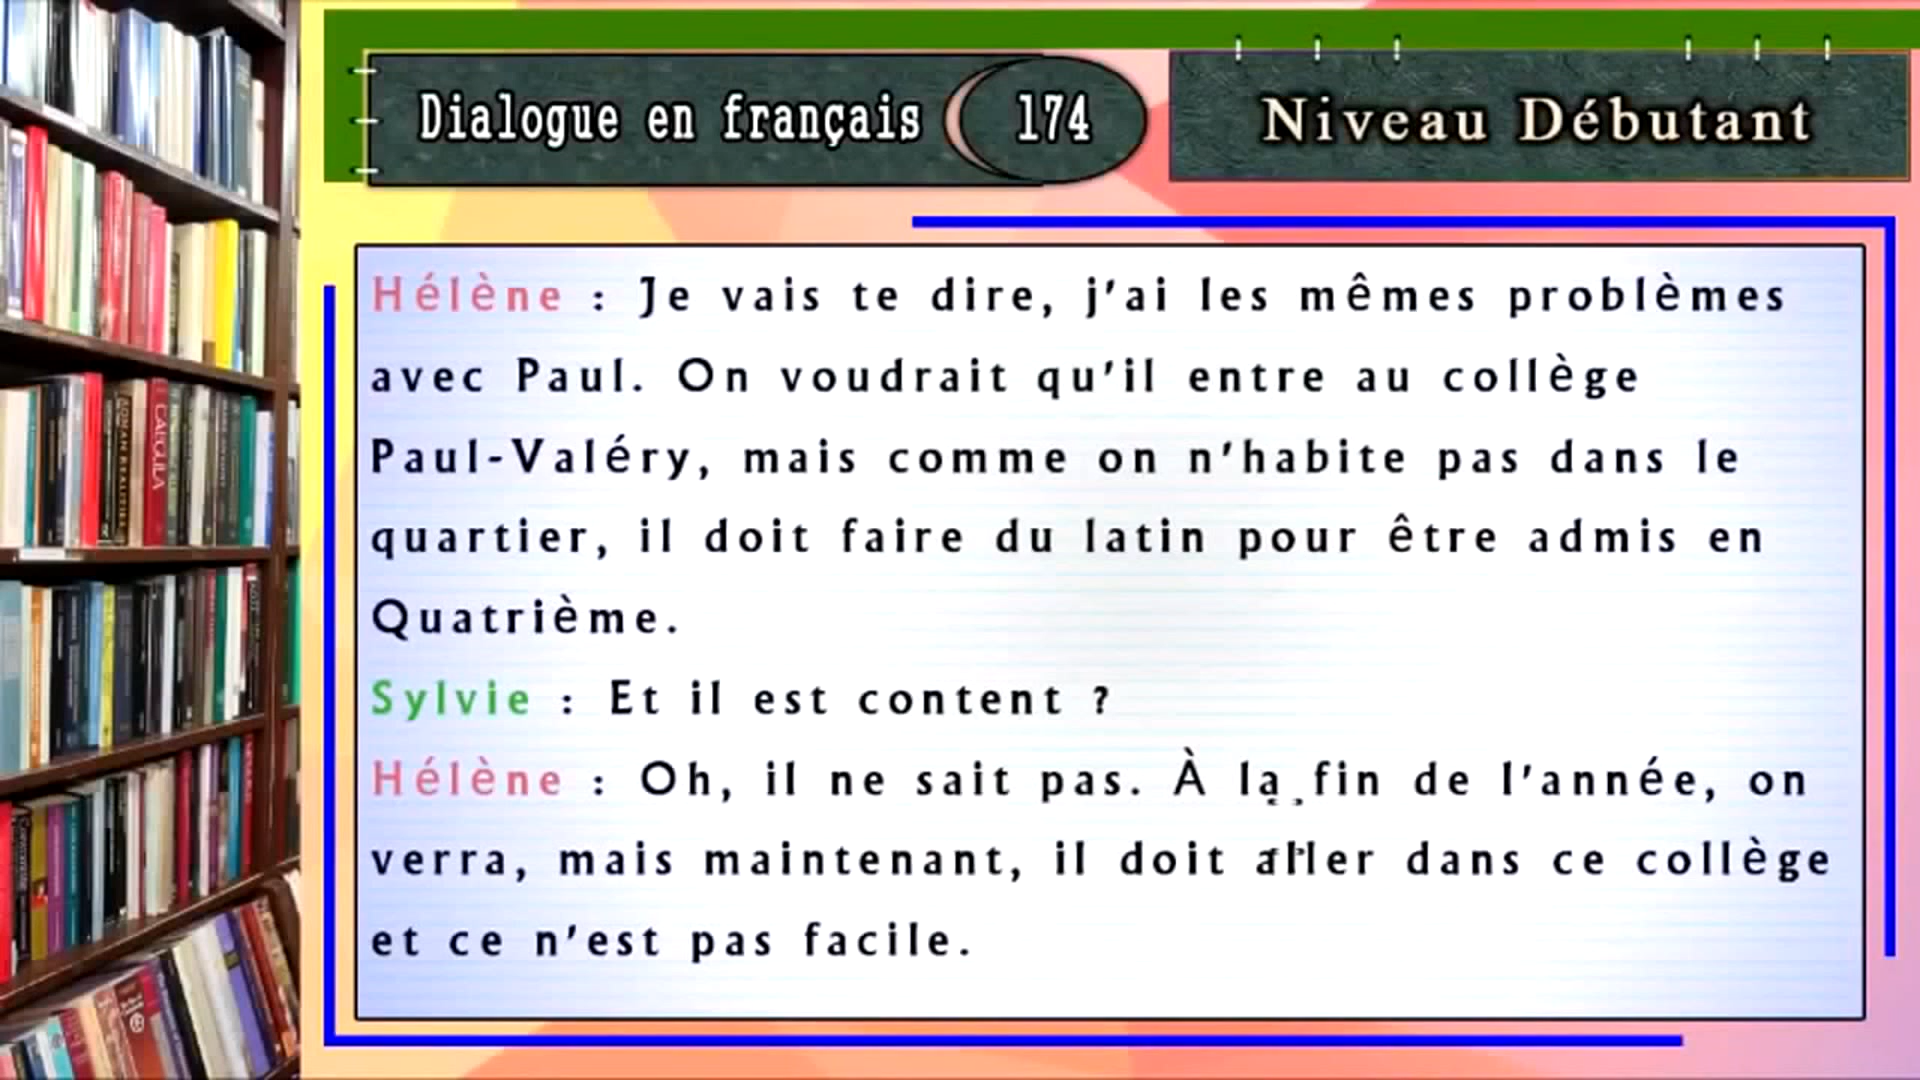 Dialogue en français 174
Niveau Débutant
Hélène : Je vais te dire, j'ai les mêmes problèmes
avec Paul. On voudrait qu'il entre au collège
Paul-Valéry, mais comme on n'habite pas dans le
quartier, il doit faire du latin pour être admis en
Quatrième.
Sylvie : Et il est content ?
Hélène : Oh, il ne sait pas. À la fin de l'année, on
verra, mais maintenant, il doit aller dans ce collège
et ce n'est pas facile.
CALIGULA